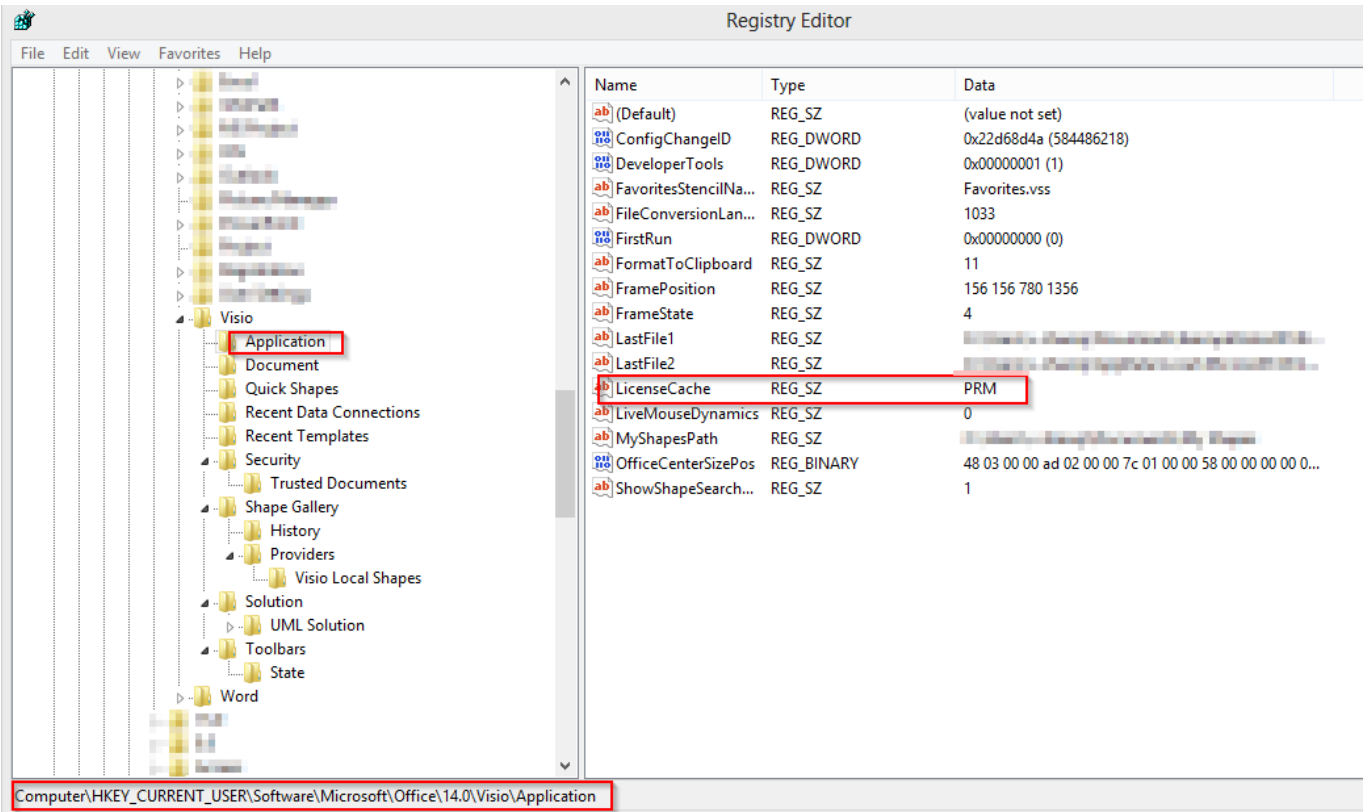 Registry Editor
File Edit View Favorites Help
Visio
Application
Document
Quick Shapes
Recent Data Connections
Recent Templates
Security
Trusted Documents
Shape Gallery
History
Providers
Visio Local Shapes
Solution
UML Solution
Toolbars
State
Word
Name Type Data
(Default) REG_SZ (value not set)
ConfigChangeID REG_DWORD 0x22d68d4a (584486218)
DeveloperTools REG_DWORD 0x00000001 (1)
FavoritesStencilNa... REG_SZ Favorites.vss
FileConversionLan... REG_SZ 1033
FirstRun REG_DWORD 0x00000000 (0)
FormatToClipboard REG_SZ 11
FramePosition REG_SZ 156 156 780 1356
FrameState REG_SZ 4
LastFile1 REG_SZ
LastFile2 REG_SZ
LicenseCache REG_SZ PRM
LiveMouseDynamics REG_SZ 0
MyShapesPath REG_SZ
OfficeCenterSizePos REG_BINARY 48 03 00 00 ad 02 00 00 7c 01 00 00 58 00 00 00 00 0...
ShowShapeSearch... REG_SZ 1
Computer\HKEY_CURRENT_USER\Software\Microsoft\Office\14.0\Visio\Application